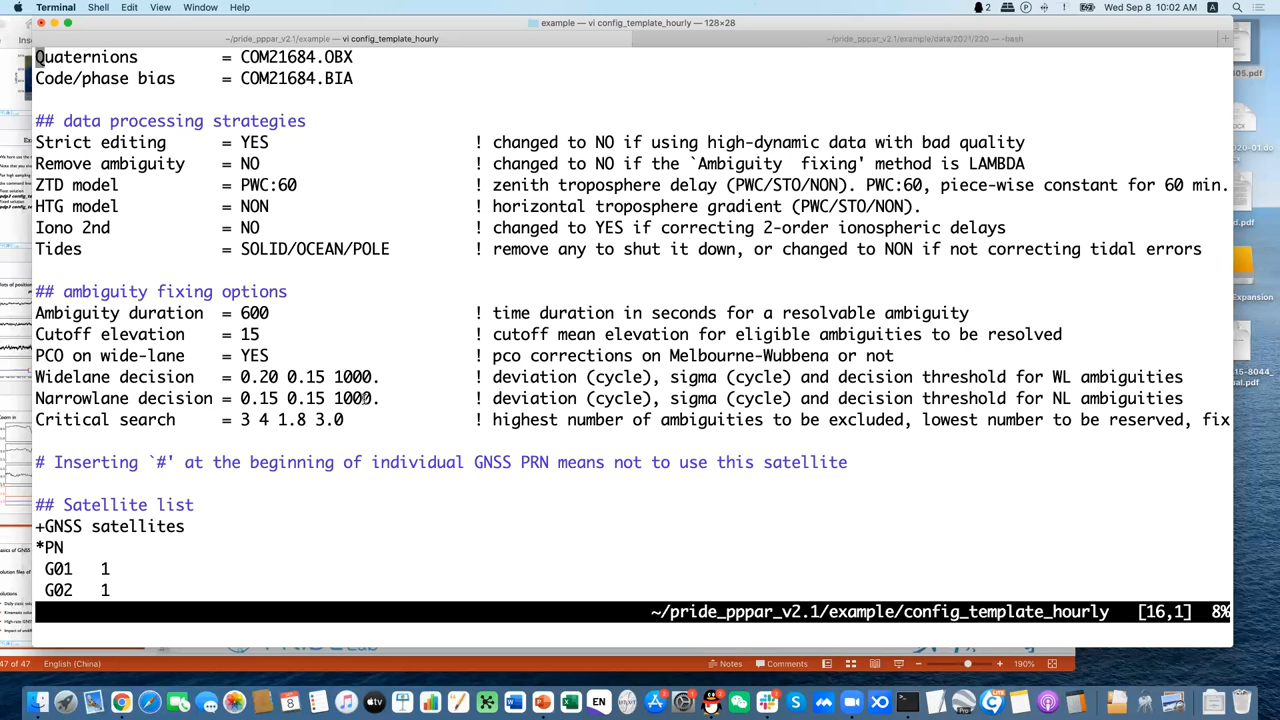 Terminal Shell Edit View Window Help
2
Wed Sep 8 10:02 AM
example — vi config_template_hourly — 128×28
~/pride_pppar_v2.1/example — vi config_template_hourly
~/pride_pppar_v2.1/example/data/2021/220 — -bash
Quaternions = COM21684.OBX
Code/phase bias = COM21684.BIA
## data processing strategies
Strict editing = YES ! changed to NO if using high-dynamic data with bad quality
Remove ambiguity = NO ! changed to NO if the `Ambiguity fixing' method is LAMBDA
ZTD model = PWC:60 ! zenith troposphere delay (PWC/STO/NON). PWC:60, piece-wise constant for 60 min.
HTG model = NON ! horizontal troposphere gradient (PWC/STO/NON).
Iono 2nd = NO ! changed to YES if correcting 2-order ionospheric delays
Tides = SOLID/OCEAN/POLE ! remove any to shut it down, or changed to NON if not correcting tidal errors
## ambiguity fixing options
Ambiguity duration = 600 ! time duration in seconds for a resolvable ambiguity
Cutoff elevation = 15 ! cutoff mean elevation for eligible ambiguities to be resolved
PCO on wide-lane = YES ! pco corrections on Melbourne-Wubbena or not
Widelane decision = 0.20 0.15 1000. ! deviation (cycle), sigma (cycle) and decision threshold for WL ambiguities
Narrowlane decision = 0.15 0.15 1000. ! deviation (cycle), sigma (cycle) and decision threshold for NL ambiguities
Critical search = 3 4 1.8 3.0 ! highest number of ambiguities to be excluded, lowest number to be reserved, fix
# Inserting `#' at the beginning of individual GNSS PRN means not to use this satellite
## Satellite list
+GNSS satellites
*PN
G01 1
G02 1
~/pride_pppar_v2.1/example/config_template_hourly [16,1] 8%
47 of 47 English (China) Notes Comments 190%